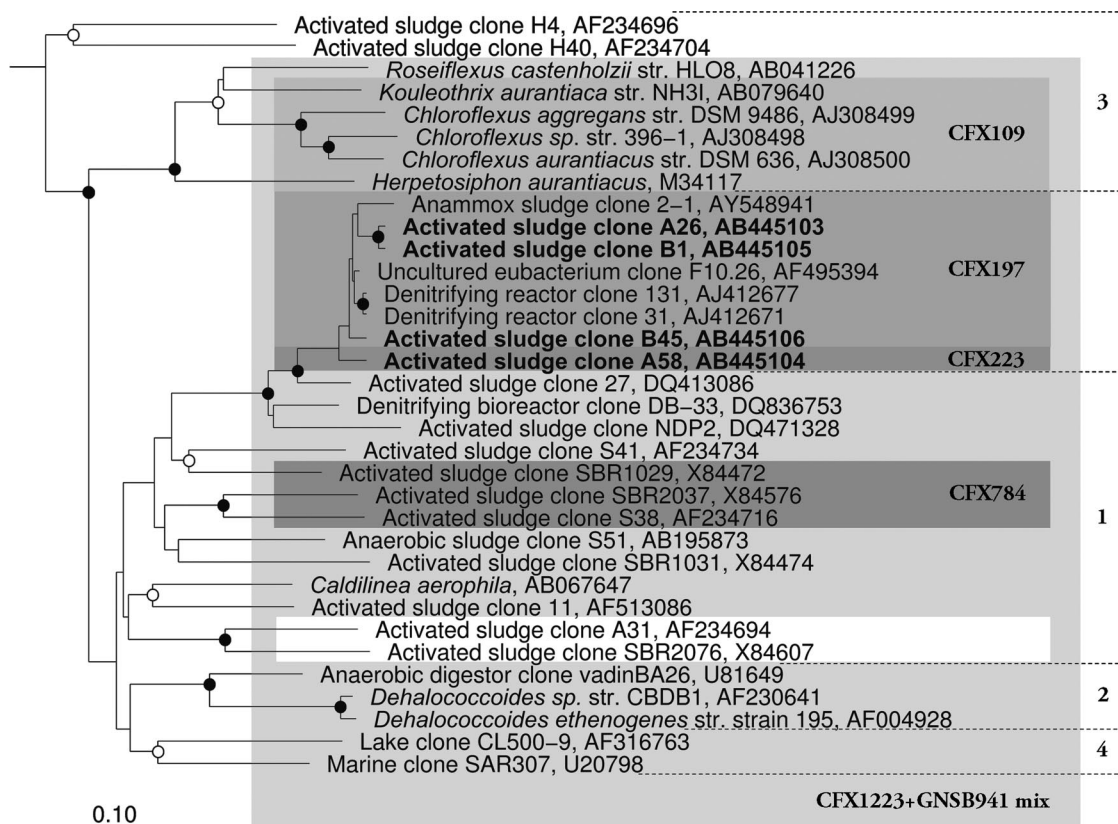 Activated sludge clone H4, AF234696
Activated sludge clone H40, AF234704
Roseiflexus castenholzii str. HLO8, AB041226
Kouleothrix aurantiaca str. NH3I, AB079640
3
Chloroflexus aggregans str. DSM 9486, AJ308499
Chloroflexus sp. str. 396−1, AJ308498
CFX109
Chloroflexus aurantiacus str. DSM 636, AJ308500
Herpetosiphon aurantiacus, M34117
Anammox sludge clone 2−1, AY548941
Activated sludge clone A26, AB445103
Activated sludge clone B1, AB445105
Uncultured eubacterium clone F10.26, AF495394
CFX197
Denitrifying reactor clone 131, AJ412677
Denitrifying reactor clone 31, AJ412671
Activated sludge clone B45, AB445106
Activated sludge clone A58, AB445104
CFX223
Activated sludge clone 27, DQ413086
Denitrifying bioreactor clone DB−33, DQ836753
Activated sludge clone NDP2, DQ471328
Activated sludge clone S41, AF234734
Activated sludge clone SBR1029, X84472
Activated sludge clone SBR2037, X84576
CFX784
Activated sludge clone S38, AF234716
1
Anaerobic sludge clone S51, AB195873
Activated sludge clone SBR1031, X84474
Caldilinea aerophila, AB067647
Activated sludge clone 11, AF513086
Activated sludge clone A31, AF234694
Activated sludge clone SBR2076, X84607
Anaerobic digestor clone vadinBA26, U81649
Dehalococcoides sp. str. CBDB1, AF230641
2
Dehalococcoides ethenogenes str. strain 195, AF004928
Lake clone CL500−9, AF316763
4
Marine clone SAR307, U20798
CFX1223+GNSB941 mix
0.10